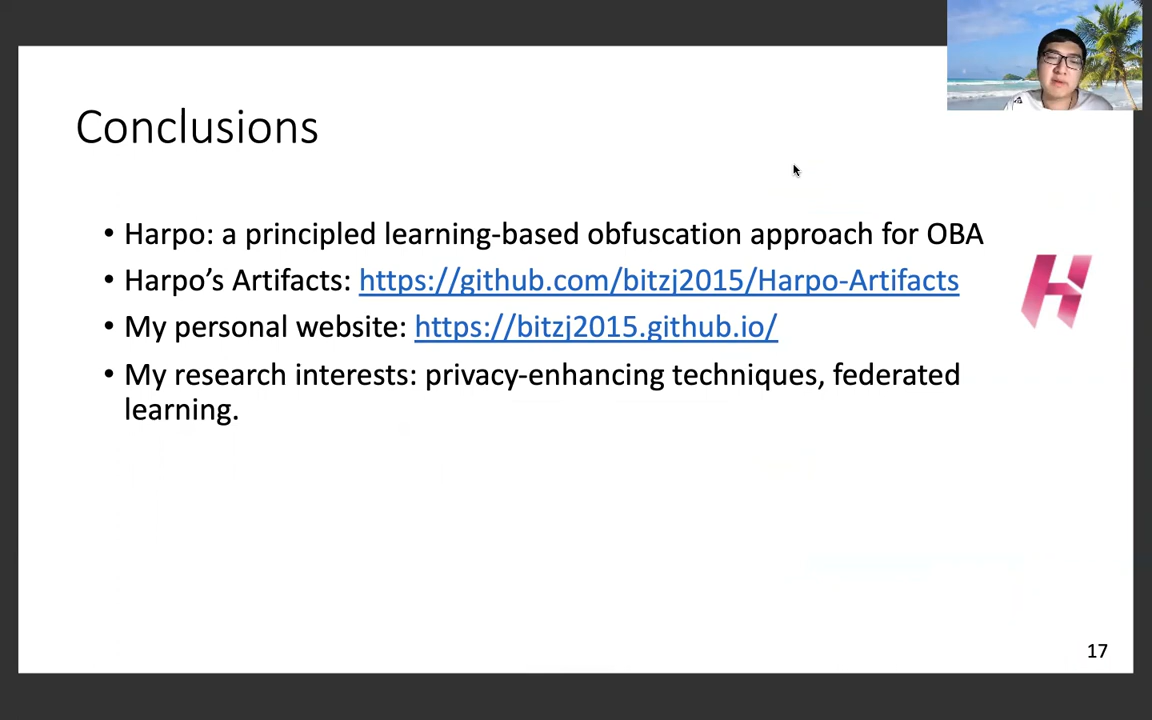 Conclusions
• Harpo: a principled learning-based obfuscation approach for OBA
• Harpo’s Artifacts: https://github.com/bitzj2015/Harpo-Artifacts
• My personal website: https://bitzj2015.github.io/
• My research interests: privacy-enhancing techniques, federated
learning.
17